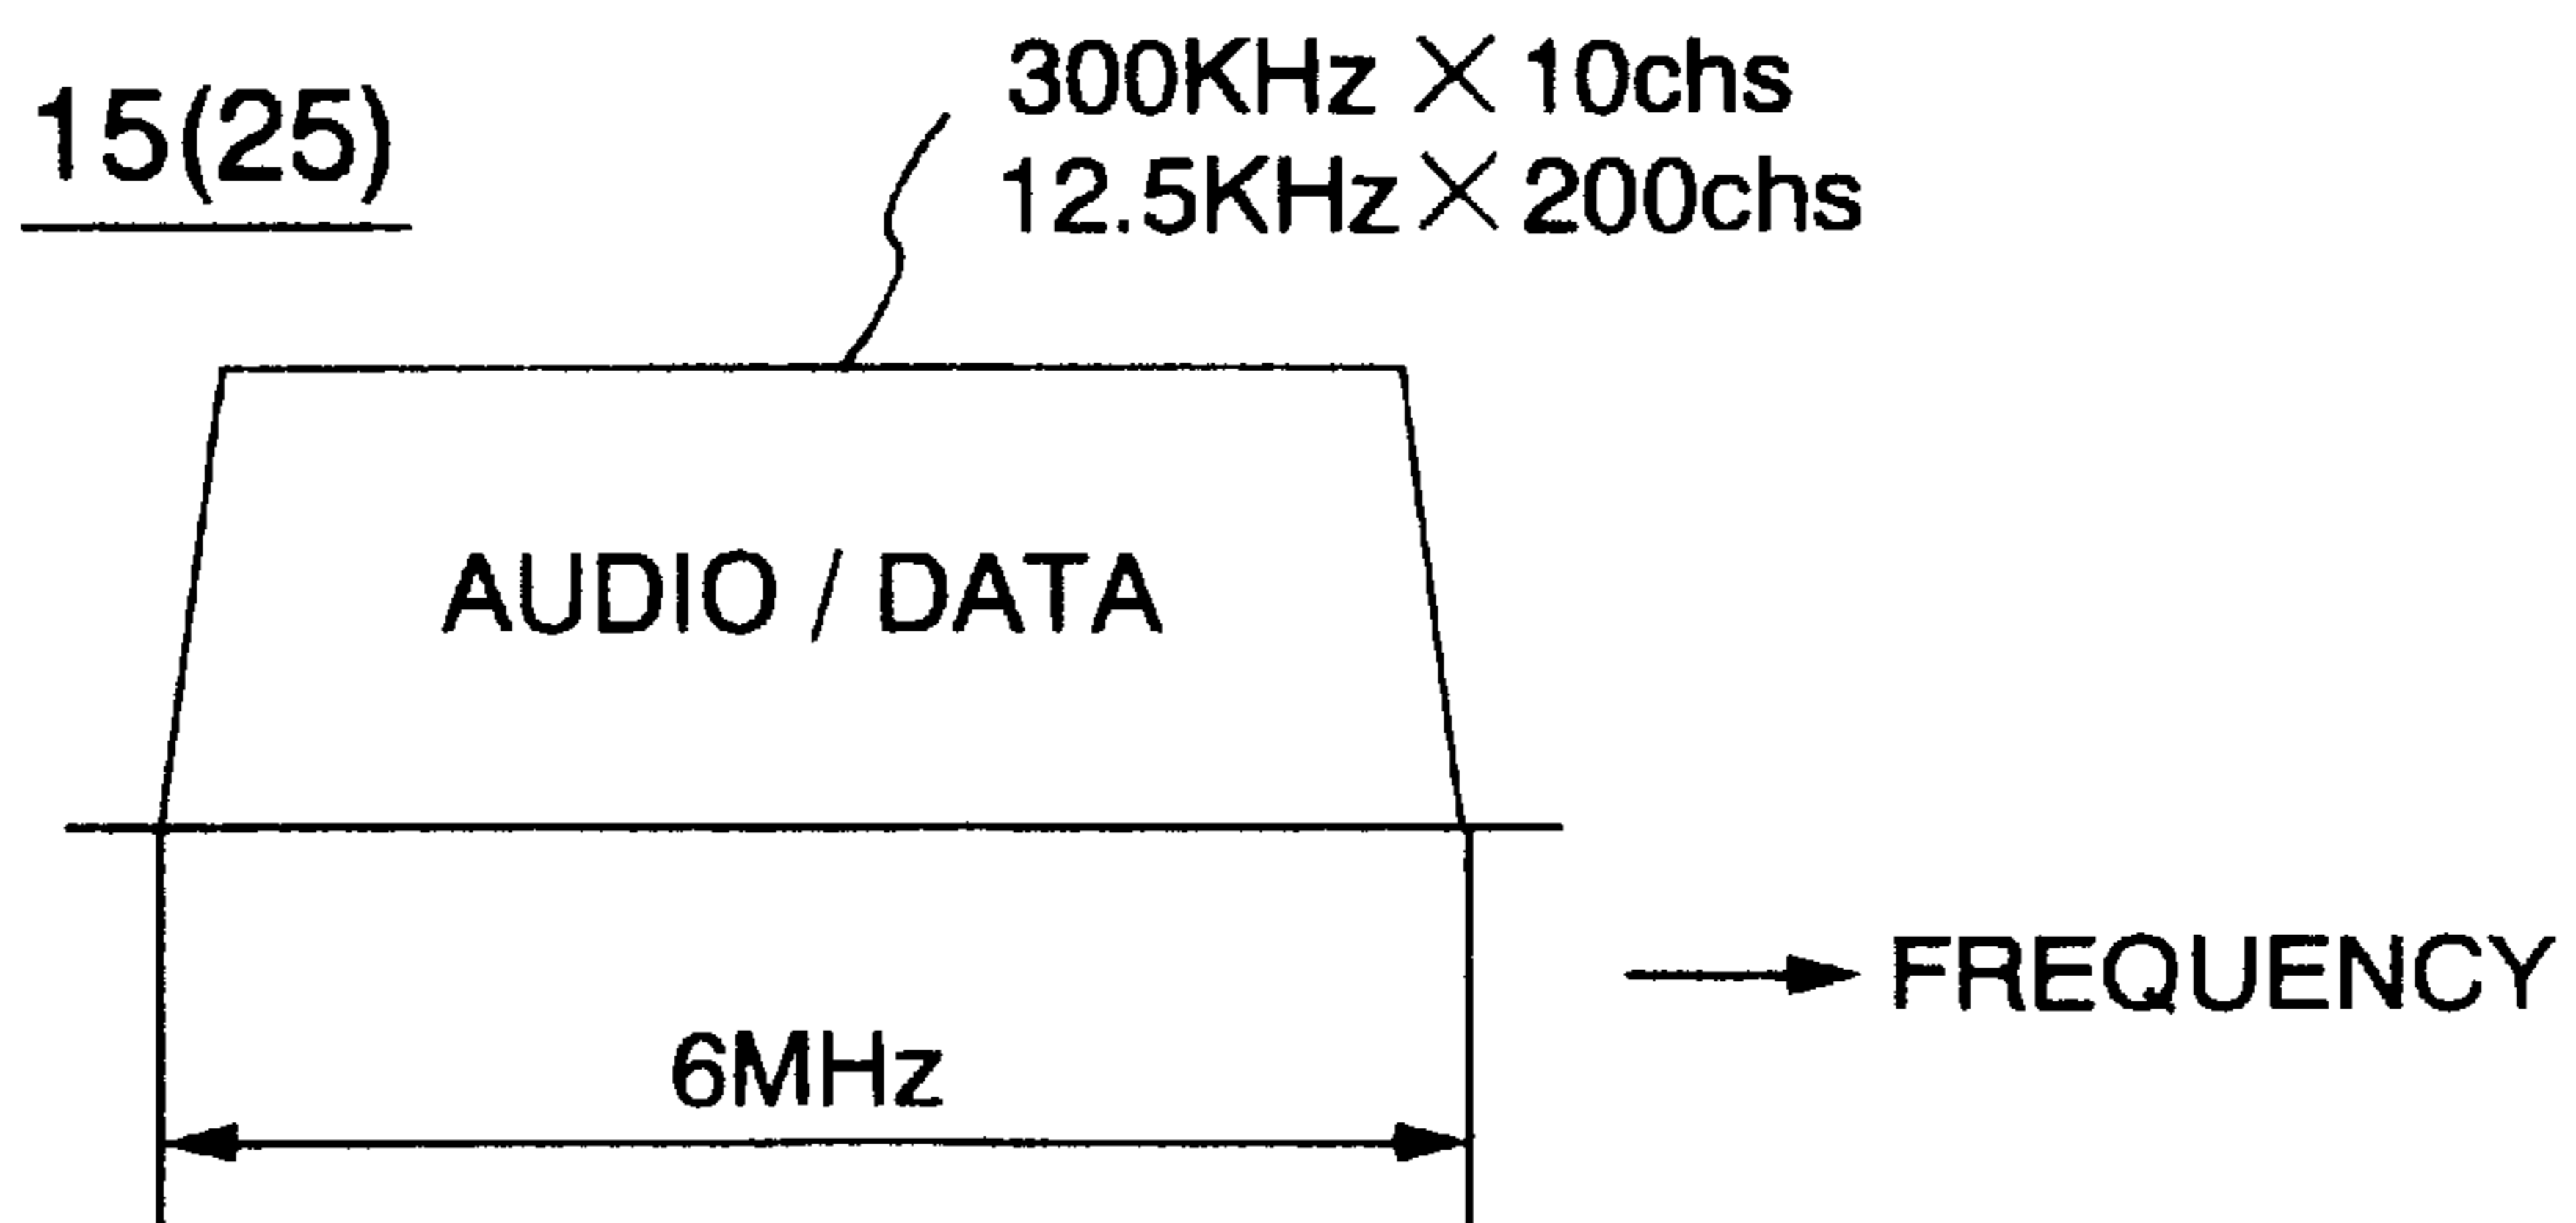 15(25)
300KHz × 10chs
12.5KHz × 200chs
AUDIO / DATA
FREQUENCY
6MHz